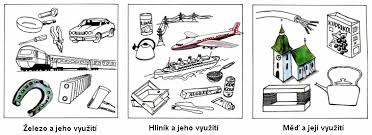 Železo a jeho využití
Hliník a jeho využití
Měď a její využití